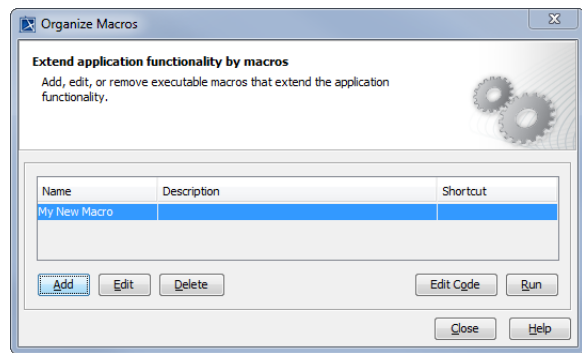 Organize Macros
Extend application functionality by macros
Add, edit, or remove executable macros that extend the application
functionality.
Name Description Shortcut
My New Macro
Add Edit Delete Edit Code Run
Close Help